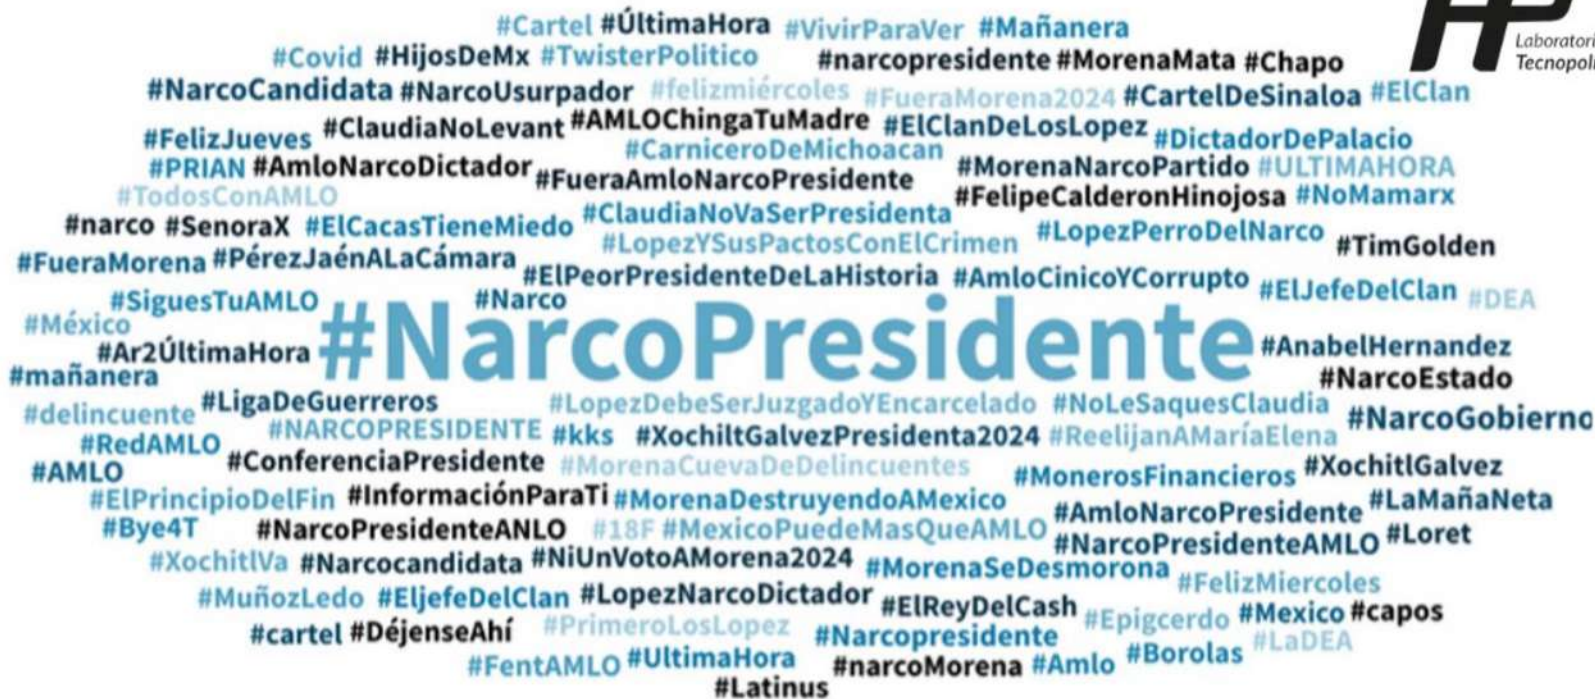 #Cartel #ÚltimaHora #VivirParaVer #Mañanera
#Covid #HijosDeMx #TwisterPolitico #narcopresidente #MorenaMata #Chapo
Laboratori
Tecnopolí
#NarcoCandidata #NarcoUsurpador #felizmiércoles #FueraMorena2024 #CartelDeSinaloa #ElClan
#FelizJueves #ClaudiaNoLevant #AMLOChingaTuMadre #ElClanDeLosLopez #DictadorDePalacio
#CarniceroDeMichoacan
#PRIAN #AmloNarcoDictador #FueraAmloNarcoPresidente #MorenaNarcoPartido #ULTIMAHORA
#TodosConAMLO #FelipeCalderonHinojosa #NoMamarx
#narco #SenoraX #ElCacasTieneMiedo #ClaudiaNoVaSerPresidenta #LopezPerroDelNarco
#LopezYSusPactosConElCrimen #TimGolden
#FueraMorena #PérezJaénALaCámara #ElPeorPresidenteDeLaHistoria #AmloCinicoYCorrupto #ElJefeDelClan #DEA
#SiguesTuAMLO #Narco
#México
#Ar2ÚltimaHora #NarcoPresidente #AnabelHernandez
#mañanera #NarcoEstado
#delincuente #LigaDeGuerreros #LopezDebeSerJuzgadoYEncarcelado #NoLeSaquesClaudia #NarcoGobierno
#RedAMLO #NARCOPRESIDENTE #kks #XochiltGalvezPresidenta2024 #ReelijanAMaríaElena
#AMLO #ConferenciaPresidente #MorenaCuevaDeDelincuentes #MonerosFinancieros #XochitlGalvez
#ElPrincipioDelFin #InformaciónParaTi #MorenaDestruyendoAMexico #AmloNarcoPresidente #LaMañaNeta
#Bye4T #NarcoPresidenteANLO #18F #MexicoPuedeMasQueAMLO #NarcoPresidenteAMLO #Loret
#XochitlVa #Narcocandidata #NiUnVotoAMorena2024 #MorenaSeDesmorona #FelizMiercoles
#MuñozLedo #EljefeDelClan #LopezNarcoDictador #ElReyDelCash #Epigcerdo #Mexico #capos
#cartel #DéjenseAhí #PrimeroLosLopez #Narcopresidente #Borolas #LaDEA
#FentAMLO #UltimaHora #narcoMorena #Amlo
#Latinus